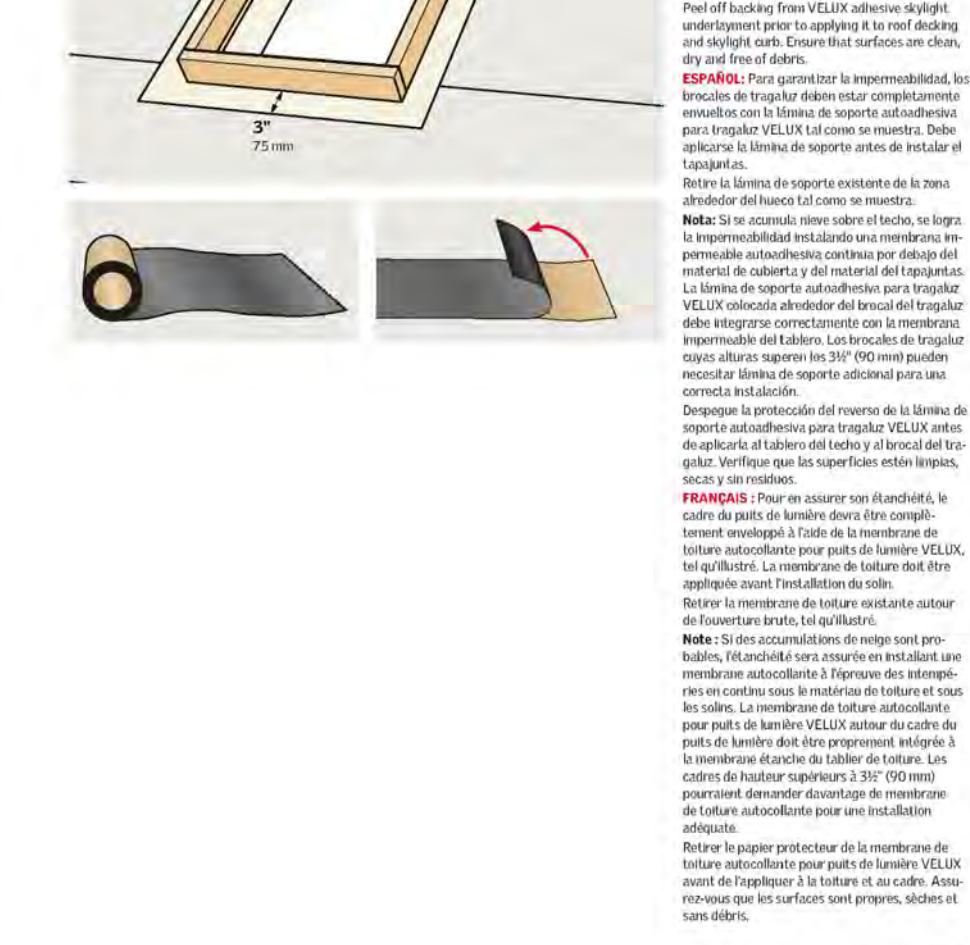 3"
75 mm
Peel off backing from VELUX adhesive skylight
underlayment prior to applying it to roof decking
and skylight curb. Ensure that surfaces are clean,
dry and free of debris.
ESPAÑOL: Para garantizar la impermeabilidad, los
brocales de tragaluz deben estar completamente
envueltos con la lámina de soporte autoadhesiva
para tragaluz VELUX tal como se muestra. Debe
aplicarse la lámina de soporte antes de instalar el
tapajuntas.
Retire la lámina de soporte existente de la zona
alrededor del hueco tal como se muestra.
Nota: Si se acumula nieve sobre el techo, se logra
la impermeabilidad instalando una membrana im-
permeable autoadhesiva continua por debajo del
material de cubierta y del material del tapajuntas.
La lámina de soporte autoadhesiva para tragaluz
VELUX colocada alrededor del brocal del tragaluz
debe integrarse correctamente con la membrana
impermeable del tablero. Los brocales de tragaluz
cuyas alturas superen los 3½" (90 mm) pueden
necesitar lámina de soporte adicional para una
correcta instalación.
Despegue la protección del reverso de la lámina de
soporte autoadhesiva para tragaluz VELUX antes
de aplicarla al tablero del techo y al brocal del tra-
galuz. Verifique que las superficies estén limpias,
secas y sin residuos.
FRANÇAIS : Pour en assurer son étanchéité, le
cadre du puits de lumière devra être complè-
tement enveloppé à l'aide de la membrane de
toiture autocollante pour puits de lumière VELUX,
tel qu'illustré. La membrane de toiture doit être
appliquée avant l'installation du solin.
Retirer la membrane de toiture existante autour
de l'ouverture brute, tel qu'illustré.
Note : Si des accumulations de neige sont pro-
bables, l'étanchéité sera assurée en installant une
membrane autocollante à l'épreuve des intempé-
ries en continu sous le matériau de toiture et sous
les solins. La membrane de toiture autocollante
pour puits de lumière VELUX autour du cadre du
puits de lumière doit être proprement intégrée à
la membrane étanche du tablier de toiture. Les
cadres de hauteur supérieurs à 3½" (90 mm)
pourraient demander davantage de membrane
de toiture autocollante pour une installation
adéquate.
Retirer le papier protecteur de la membrane de
toiture autocollante pour puits de lumière VELUX
avant de l'appliquer à la toiture et au cadre. Assu-
rez-vous que les surfaces sont propres, sèches et
sans débris.